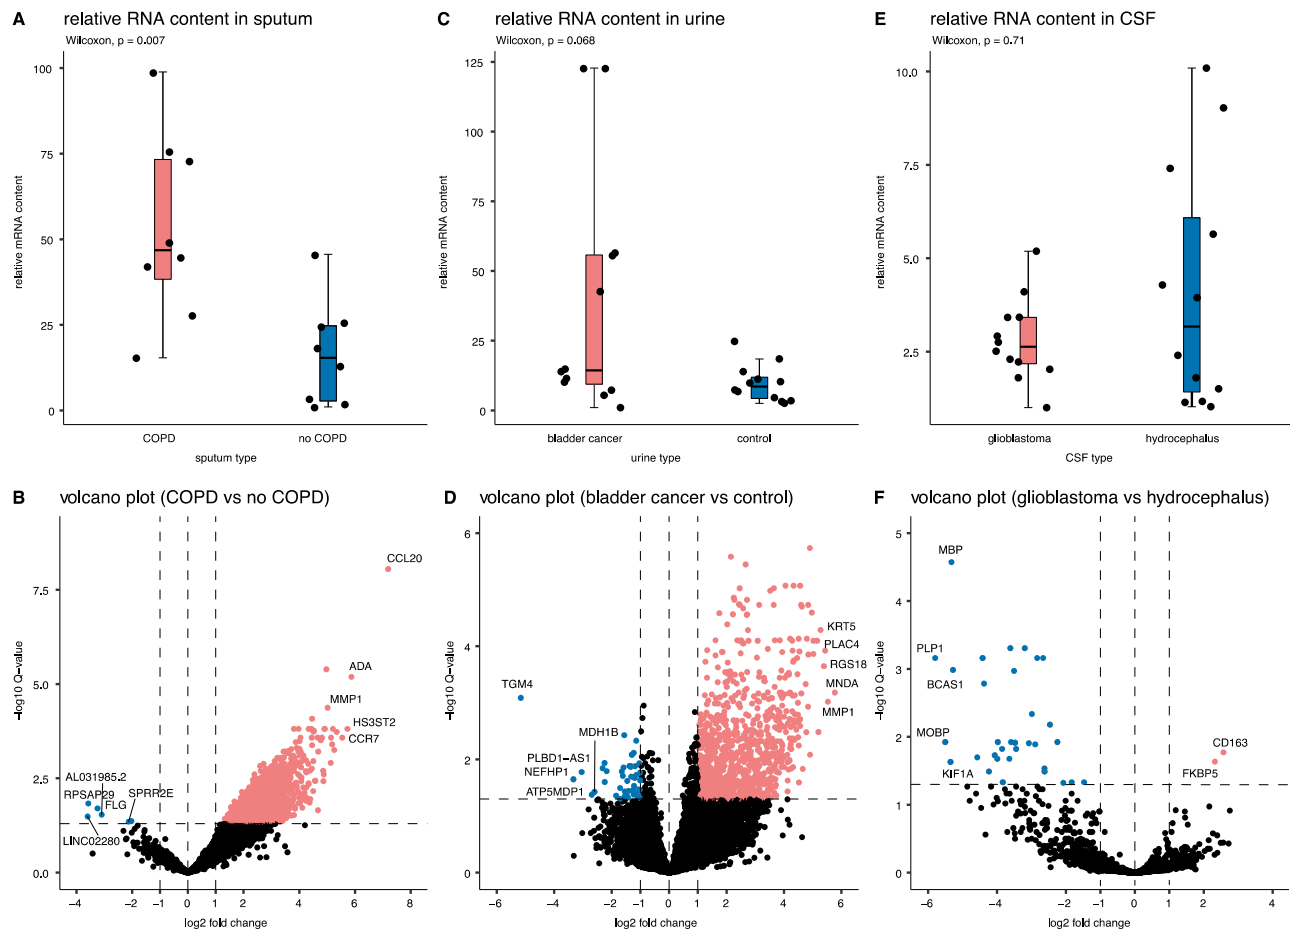 A relative RNA content in sputum
Wilcoxon, p = 0.007
100
75
50
25
0
relative mRNA content
COPD no COPD
sputum type
C relative RNA content in urine
Wilcoxon, p = 0.068
125
100
75
50
25
0
relative mRNA content
bladder cancer control
urine type
E relative RNA content in CSF
Wilcoxon, p = 0.71
10.0
7.5
5.0
2.5
relative mRNA content
glioblastoma hydrocephalus
CSF type
B volcano plot (COPD vs no COPD)
7.5
5.0
2.5
0.0
−log10 Q−value
CCL20
ADA
MMP1
HS3ST2
CCR7
AL031985.2
RPSAP29
FLG
SPRR2E
LINC02280
−4 −2 −1 0 1 2 4 6 8
log2 fold change
D volcano plot (bladder cancer vs control)
6
4
2
0
−log10 Q−value
KRT5
PLAC4
RGS18
MNDA
MMP1
TGM4
MDH1B
PLBD1−AS1
NEFHP1
ATP5MDP1
−6 −4 −2 −1 0 1 2 4 6
log2 fold change
F volcano plot (glioblastoma vs hydrocephalus)
5
4
3
2
1
0
−log10 Q−value
MBP
PLP1
BCAS1
MOBP
KIF1A
CD163
FKBP5
−6 −4 −2 −1 0 1 2 4
log2 fold change